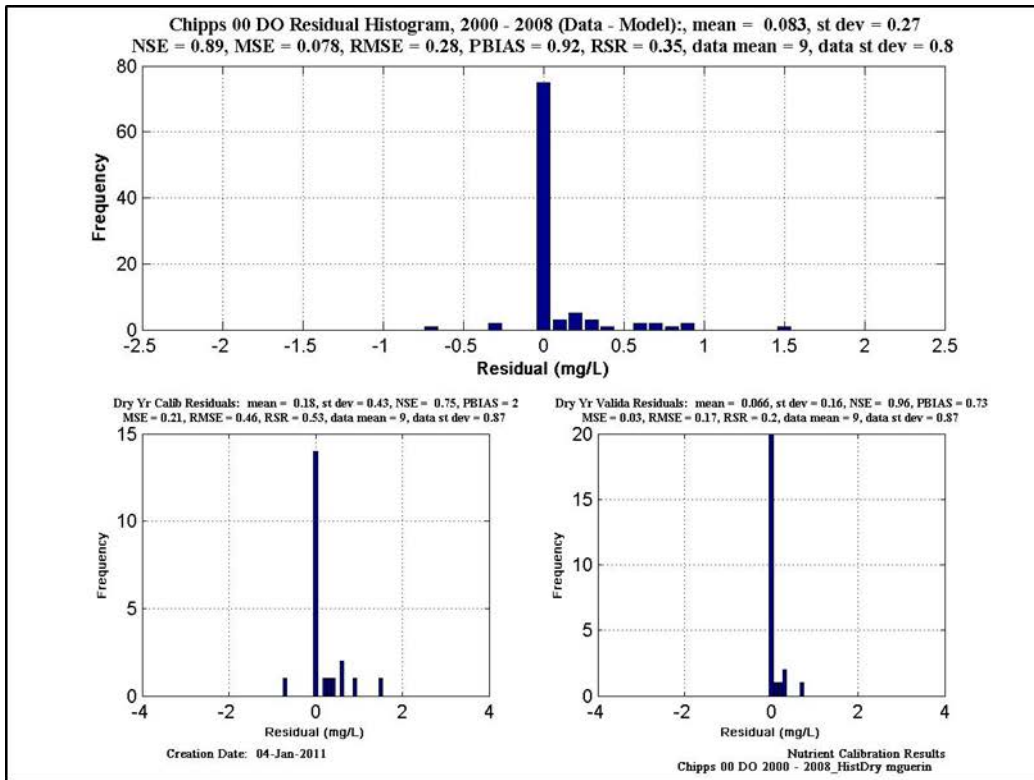 Chipps 00 DO Residual Histogram, 2000 - 2008 (Data - Model):, mean = 0.083, st dev = 0.27
NSE = 0.89, MSE = 0.078, RMSE = 0.28, PBIAS = 0.92, RSR = 0.35, data mean = 9, data st dev = 0.8
80
60
40
20
0
Frequency
-2.5 -2 -1.5 -1 -0.5 0 0.5 1 1.5 2 2.5
Residual (mg/L)
Dry Yr Calib Residuals: mean = 0.18, st dev = 0.43, NSE = 0.75, PBIAS = 2
MSE = 0.21, RMSE = 0.46, RSR = 0.53, data mean = 9, data st dev = 0.87
15
10
5
0
Frequency
-4 -2 0 2 4
Residual (mg/L)
Dry Yr Valida Residuals: mean = 0.066, st dev = 0.16, NSE = 0.96, PBIAS = 0.73
MSE = 0.03, RMSE = 0.17, RSR = 0.2, data mean = 9, data st dev = 0.87
20
15
10
5
0
Frequency
-4 -2 0 2 4
Residual (mg/L)
Creation Date: 04-Jan-2011
Nutrient Calibration Results
Chipps 00 DO 2000 - 2008_HistDry mguerin